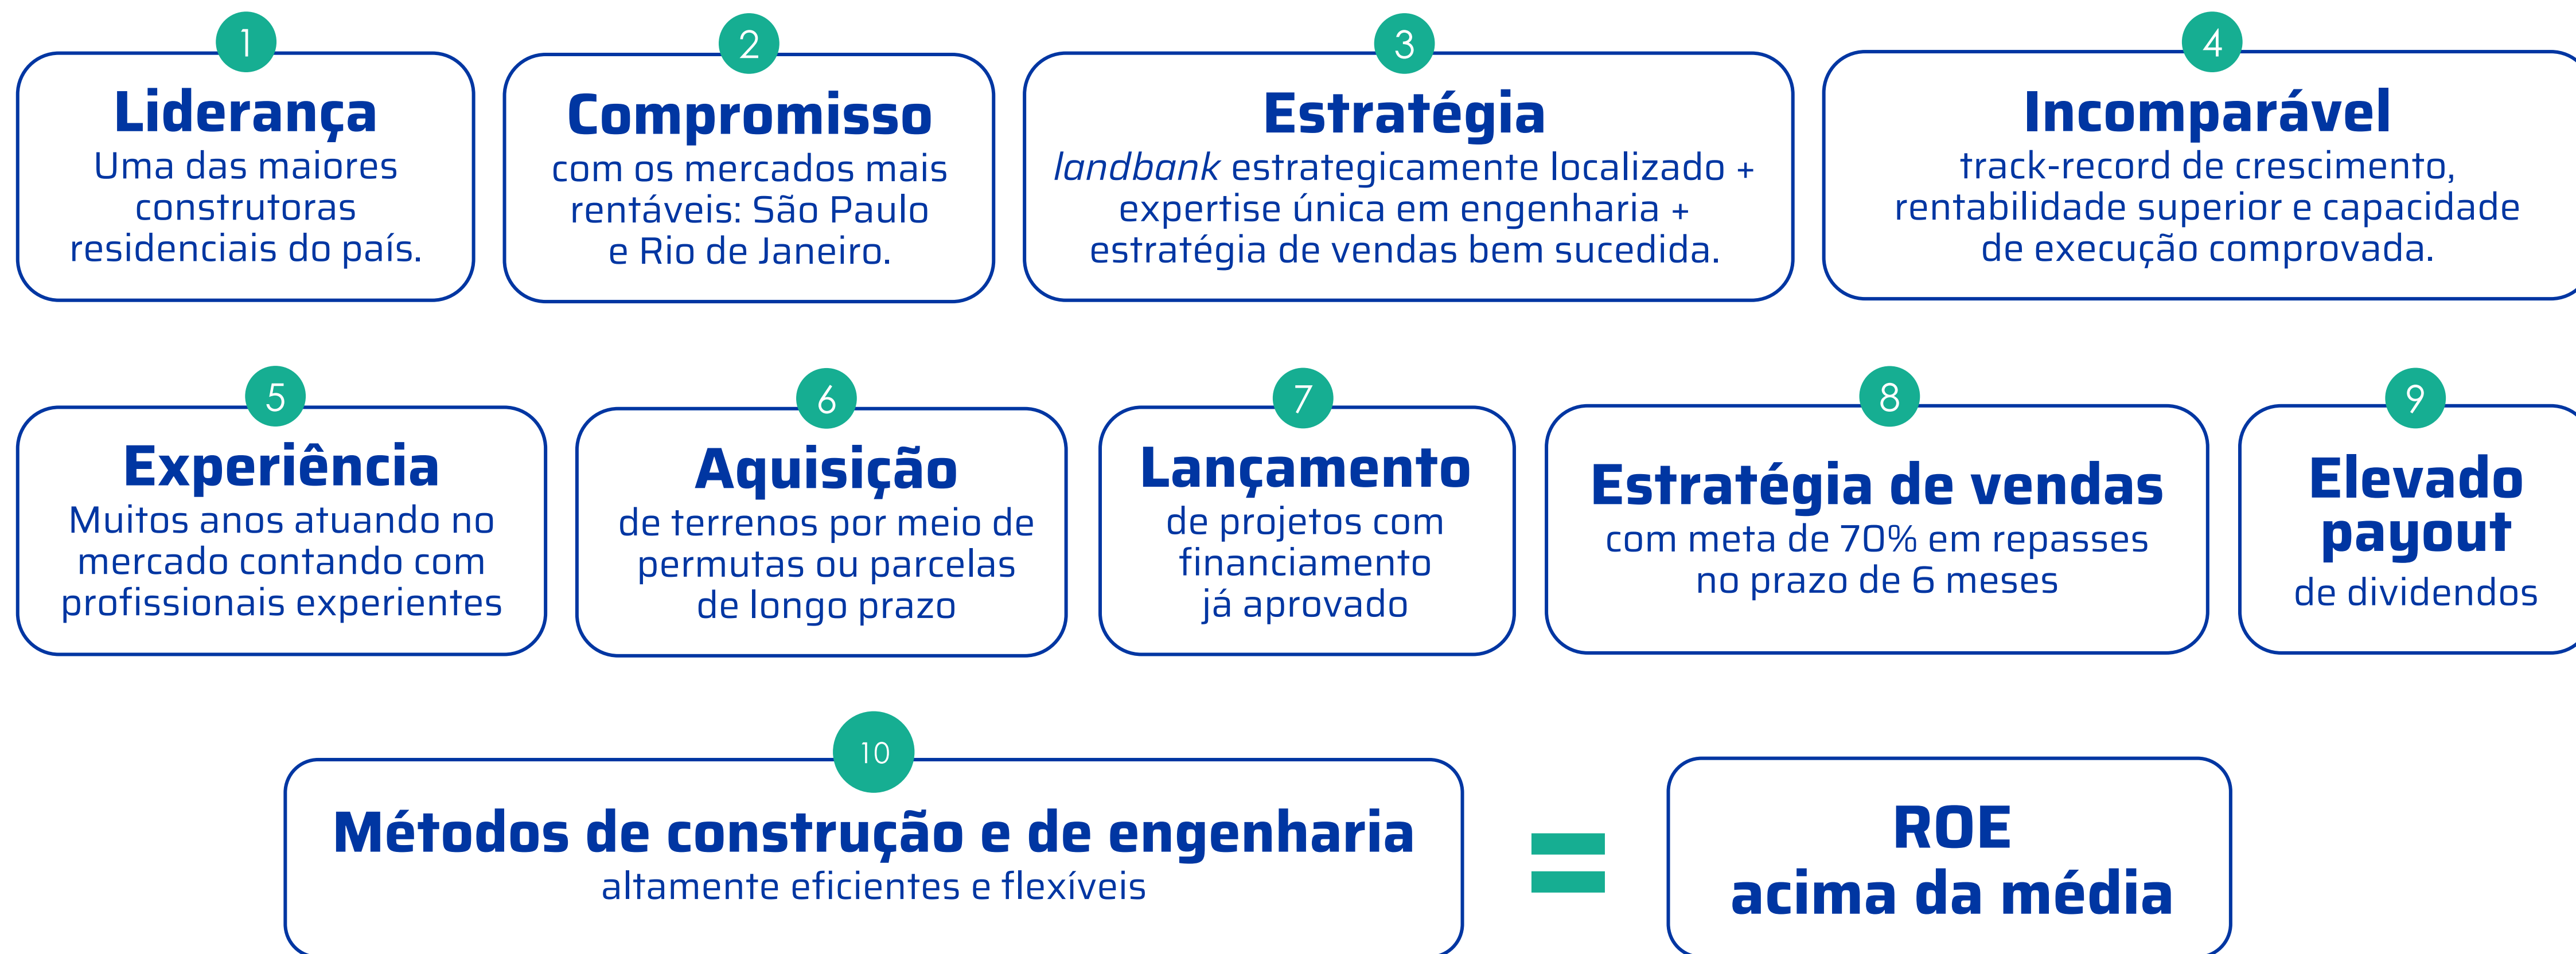 1
Liderança
Uma das maiores
construtoras
residenciais do país.
2
Compromisso
com os mercados mais
rentáveis: São Paulo
e Rio de Janeiro.
3
Estratégia
landbank estrategicamente localizado +
expertise única em engenharia +
estratégia de vendas bem sucedida.
4
Incomparável
track-record de crescimento,
rentabilidade superior e capacidade
de execução comprovada.
5
Experiência
Muitos anos atuando no
mercado contando com
profissionais experientes
6
Aquisição
de terrenos por meio de
permutas ou parcelas
de longo prazo
7
Lançamento
de projetos com
financiamento
já aprovado
8
Estratégia de vendas
com meta de 70% em repasses
no prazo de 6 meses
9
Elevado
payout
de dividendos
10
Métodos de construção e de engenharia
altamente eficientes e flexíveis
=
ROE
acima da média